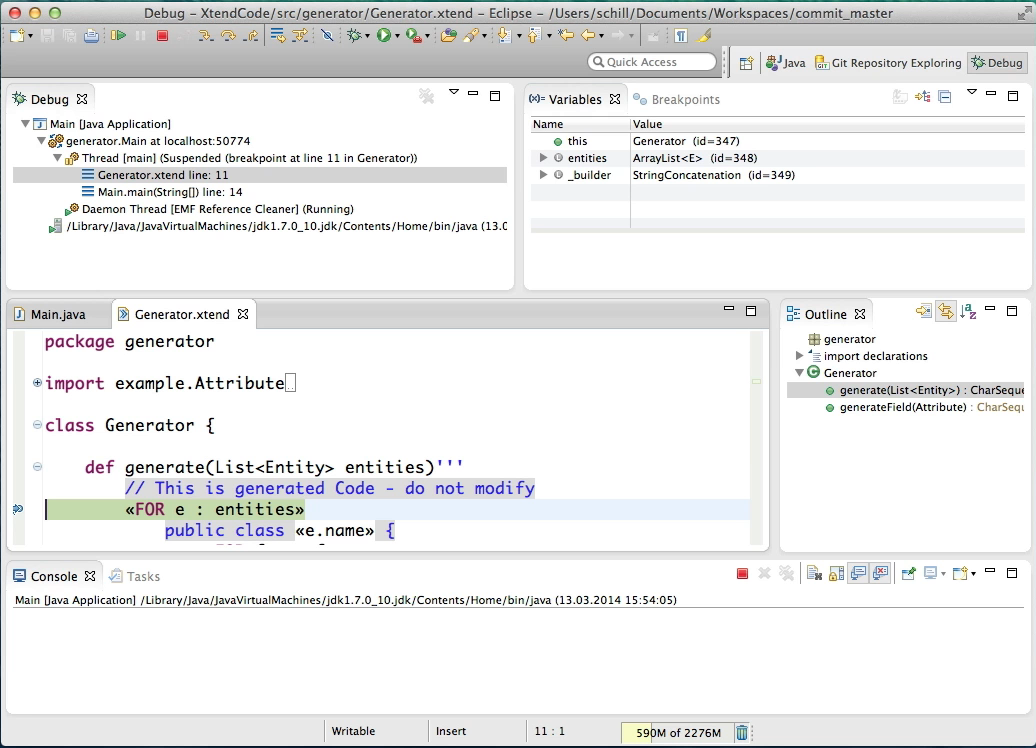 Debug - XtendCode/src/generator/Generator.xtend - Eclipse - /Users/schill/Documents/Workspaces/commit_master
Quick Access
Java
Git Repository Exploring
Debug
Debug
Main [Java Application]
generator.Main at localhost:50774
Thread [main] (Suspended (breakpoint at line 11 in Generator))
Generator.xtend line: 11
Main.main(String[]) line: 14
Daemon Thread [EMF Reference Cleaner] (Running)
/Library/Java/JavaVirtualMachines/jdk1.7.0_10.jdk/Contents/Home/bin/java (13.0
(x)= Variables
Breakpoints
Name Value
this Generator (id=347)
entities ArrayList<E> (id=348)
_builder StringConcatenation (id=349)
Main.java
Generator.xtend
package generator
import example.Attribute
class Generator {
def generate(List<Entity> entities)'''
// This is generated Code - do not modify
«FOR e : entities»
public class «e.name» {
Outline
generator
import declarations
Generator
generate(List<Entity>) : CharSeque
generateField(Attribute) : CharSequ
Console
Tasks
Main [Java Application] /Library/Java/JavaVirtualMachines/jdk1.7.0_10.jdk/Contents/Home/bin/java (13.03.2014 15:54:05)
Writable
Insert
11 : 1
590M of 2276M